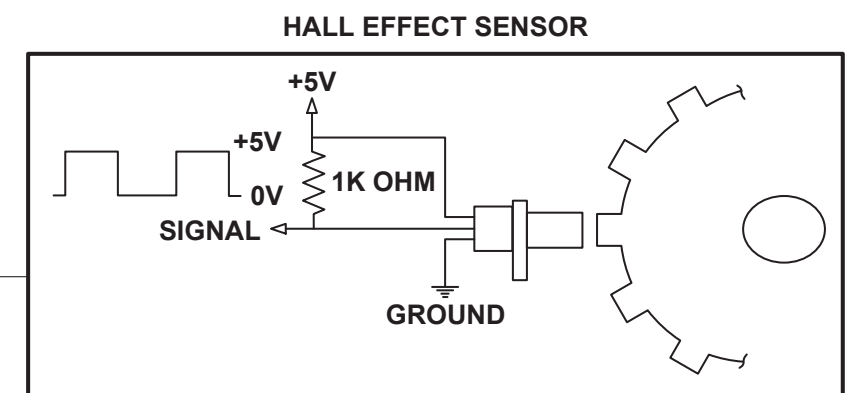 HALL EFFECT SENSOR
+5V
+5V
1K OHM
0V
SIGNAL
GROUND